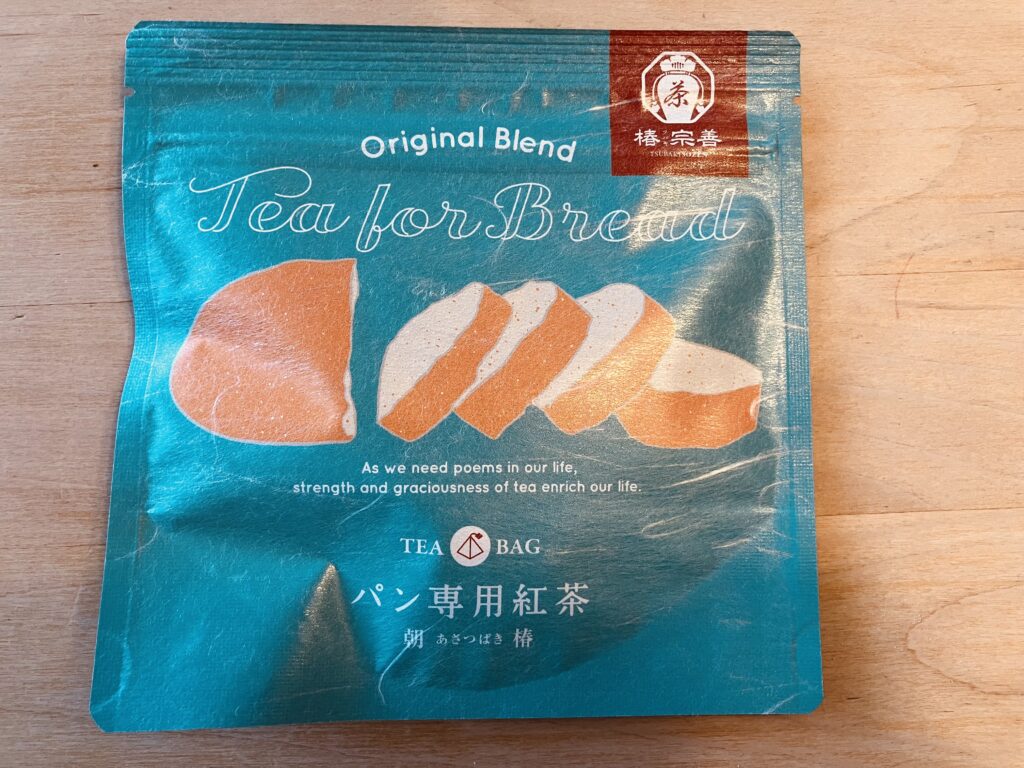 茶
椿宗善
TSUBAKISOZEN
Original Blend
Tea for Bread
As we need poems in our life,
strength and graciousness of tea enrich our life.
TEA BAG
パン専用紅茶
朝 あさつばき 椿